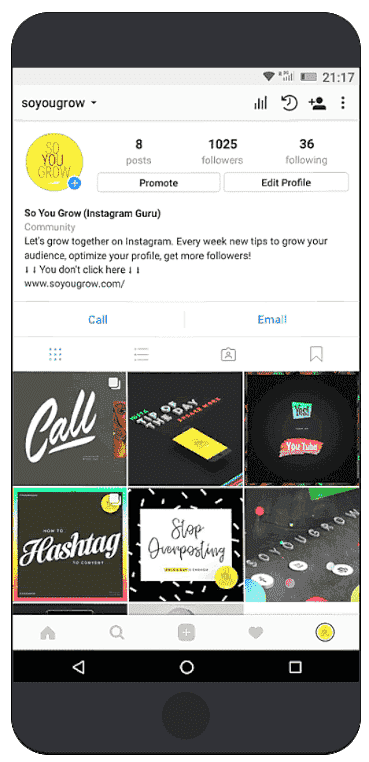 21:17
soyougrow
8
1025
36
posts
followers
following
SO
YOU
GROW
Promote
Edit Profile
So You Grow (Instagram Guru)
Community
Let's grow together on Instagram. Every week new tips to grow your
audience, optimize your profile, get more followers!
↓ ↓ You don't click here ↓ ↓
www.soyougrow.com/
Call
Email
Call
TIP OF
THE DAY
Yes!
YouTube
HOW TO
Hashtag
TO CONVERT
Stop
Overposting
SOYOUGROW